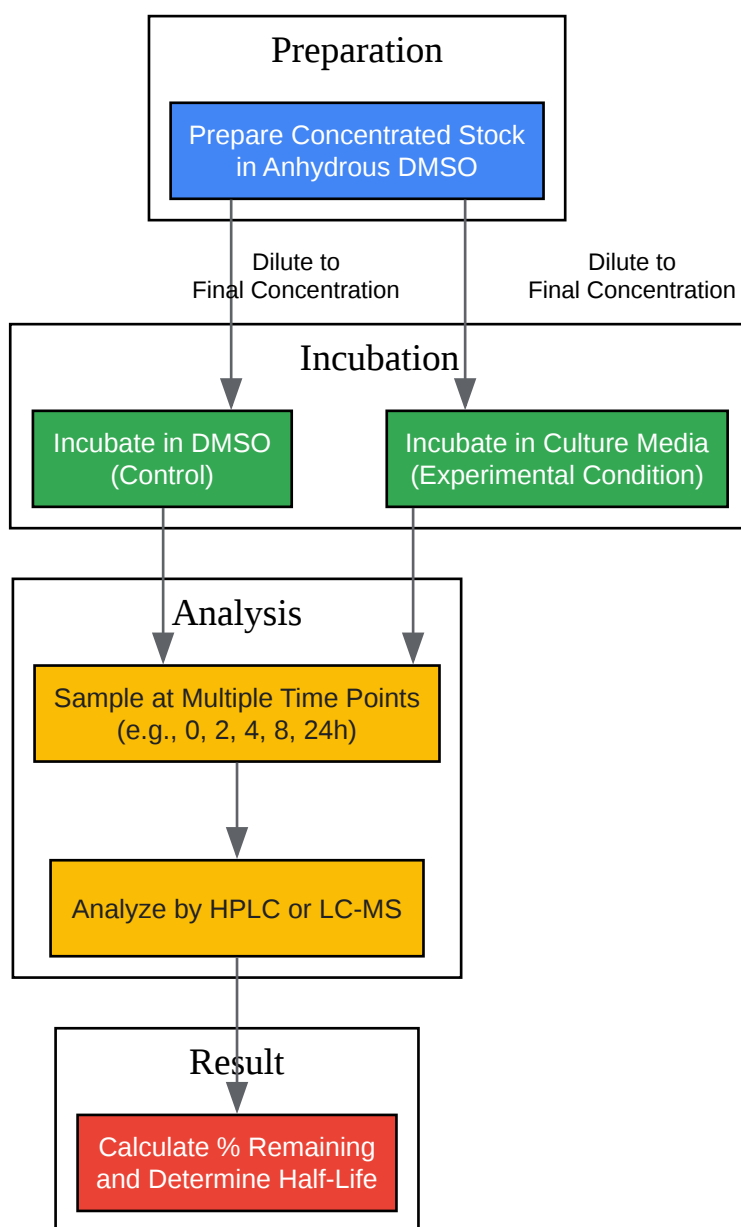 Preparation
Prepare Concentrated Stock
in Anhydrous DMSO
Dilute to
Final Concentration
Dilute to
Final Concentration
Incubation
Incubate in DMSO
(Control)
Incubate in Culture Media
(Experimental Condition)
Analysis
Sample at Multiple Time Points
(e.g., 0, 2, 4, 8, 24h)
Analyze by HPLC or LC-MS
Result
Calculate % Remaining
and Determine Half-Life